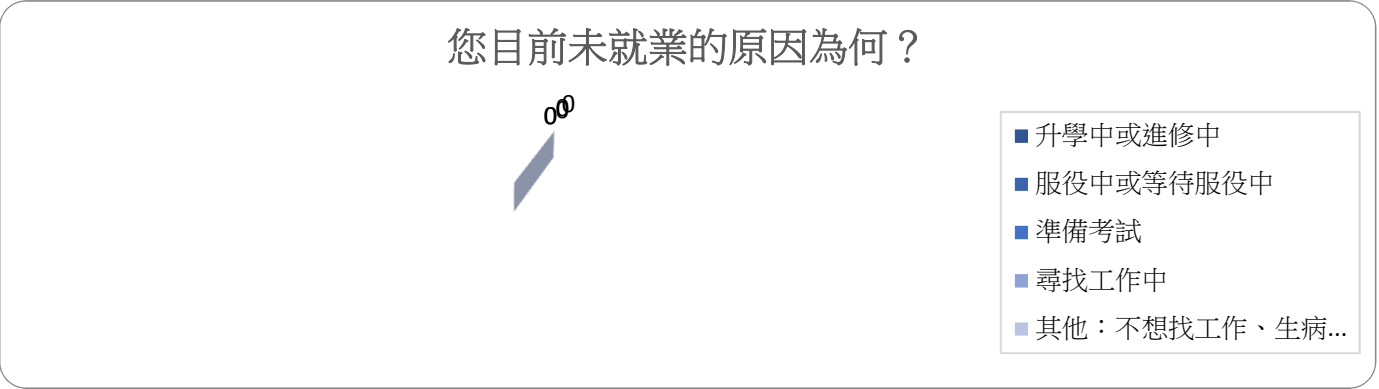 您目前未就業的原因為何？
000
升學中或進修中
服役中或等待服役中
準備考試
尋找工作中
其他：不想找工作、生病...